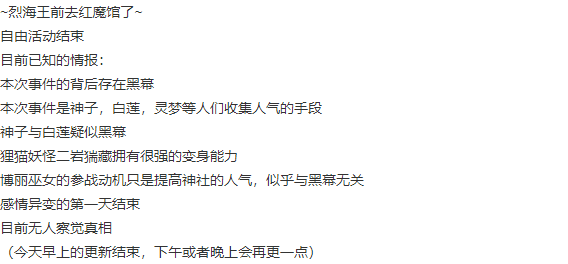 ~烈海王前去红魔馆了~
自由活动结束
目前已知的情报：
本次事件的背后存在黑幕
本次事件是神子，白莲，灵梦等人们收集人气的手段
神子与白莲疑似黑幕
狸猫妖怪二岩猯藏拥有很强的变身能力
博丽巫女的参战动机只是提高神社的人气，似乎与黑幕无关
感情异变的第一天结束
目前无人察觉真相
（今天早上的更新结束，下午或者晚上会再更一点）